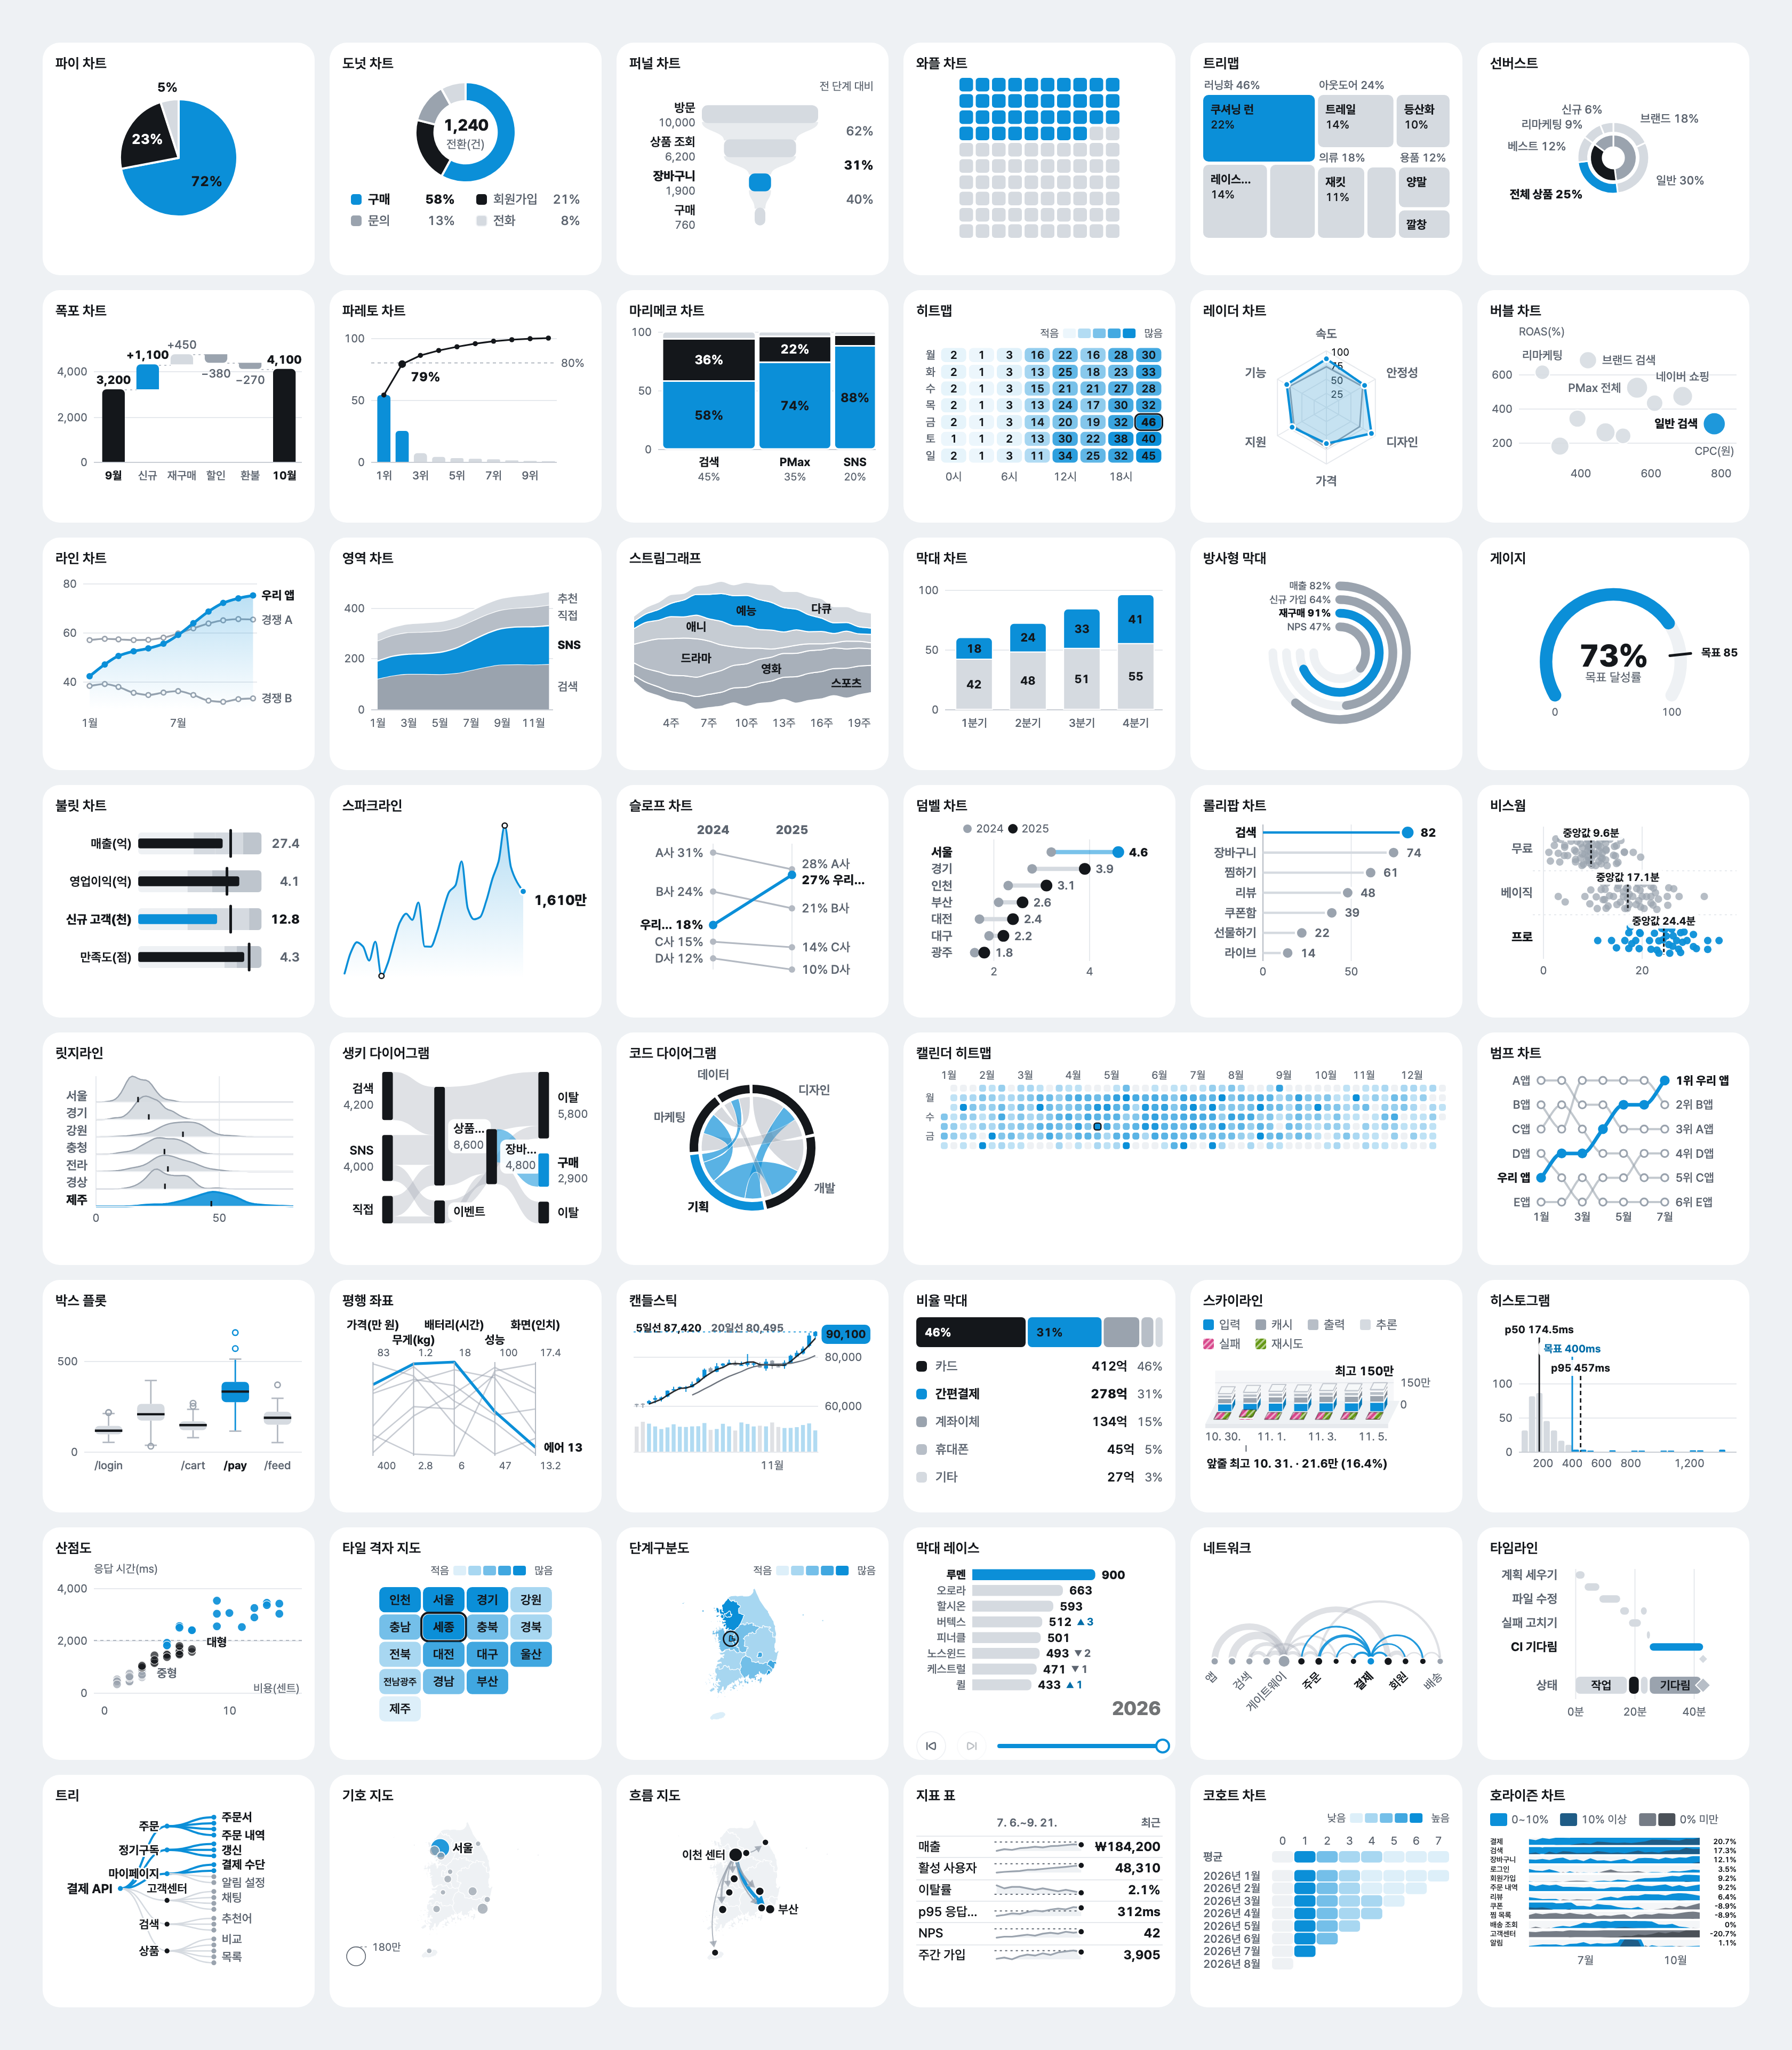 파이 차트
5%
23%
72%
도넛 차트
1,240
전환(건)
구매 58% 회원가입 21%
문의 13% 전화 8%
퍼널 차트
전 단계 대비
방문
10,000
62%
상품 조회
6,200
31%
장바구니
1,900
40%
구매
760
와플 차트
트리맵
러닝화 46% 아웃도어 24%
쿠셔닝 런
22%
트레일
14%
등산화
10%
의류 18% 용품 12%
레이스...
14%
재킷
11%
양말
깔창
선버스트
신규 6%
리마케팅 9%
브랜드 18%
베스트 12%
일반 30%
전체 상품 25%
폭포 차트
+450
+1,100
4,100
4,000
3,200
−380
−270
2,000
0
9월 신규 재구매 할인 환불 10월
파레토 차트
100
80%
79%
50
0
1위 3위 5위 7위 9위
마리메코 차트
100
36%
22%
50
58%
74%
88%
0
검색 PMax SNS
45% 35% 20%
히트맵
적음 많음
월 2 1 3 16 22 16 28 30
화 2 1 3 13 25 18 23 33
수 2 1 3 15 21 21 27 28
목 2 1 3 13 24 17 30 32
금 2 1 3 14 20 19 32 46
토 1 1 2 13 30 22 38 40
일 2 1 3 11 34 25 32 45
0시 6시 12시 18시
레이더 차트
속도
100
75
50
25
기능
안정성
지원
디자인
가격
버블 차트
ROAS(%)
리마케팅
브랜드 검색
600
PMax 전체
네이버 쇼핑
400
일반 검색
200
CPC(원)
400 600 800
라인 차트
80
우리 앱
경쟁 A
60
40
경쟁 B
1월 7월
영역 차트
추천
400
직접
SNS
200
검색
0
1월 3월 5월 7월 9월 11월
스트림그래프
예능
다큐
애니
드라마
영화
스포츠
4주 7주 10주 13주 16주 19주
막대 차트
100
50
0
18
42
24
48
33
51
41
55
1분기 2분기 3분기 4분기
방사형 막대
매출 82%
신규 가입 64%
재구매 91%
NPS 47%
게이지
73%
목표 달성률
목표 85
0 100
불릿 차트
매출(억) 27.4
영업이익(억) 4.1
신규 고객(천) 12.8
만족도(점) 4.3
스파크라인
1,610만
슬로프 차트
2024 2025
A사 31%
28% A사
27% 우리...
B사 24%
21% B사
우리... 18%
C사 15%
14% C사
D사 12%
10% D사
덤벨 차트
2024 2025
서울 4.6
경기 3.9
인천 3.1
부산 2.6
대전 2.4
대구 2.2
광주 1.8
2 4
롤리팝 차트
검색 82
장바구니 74
찜하기 61
리뷰 48
쿠폰함 39
선물하기 22
라이브 14
0 50
비스웜
중앙값 9.6분
무료
중앙값 17.1분
베이직
중앙값 24.4분
프로
0 20
릿지라인
서울
경기
강원
충청
전라
경상
제주
0 50
생키 다이어그램
검색
4,200
SNS
4,000
직접
상품...
8,600
이벤트
장바...
4,800
이탈
5,800
구매
2,900
이탈
코드 다이어그램
데이터
디자인
마케팅
개발
기획
캘린더 히트맵
1월 2월 3월 4월 5월 6월 7월 8월 9월 10월 11월 12월
월
수
금
범프 차트
A앱 1위 우리 앱
B앱 2위 B앱
C앱 3위 A앱
D앱 4위 D앱
우리 앱 5위 C앱
E앱 6위 E앱
1월 3월 5월 7월
박스 플롯
500
0
/login /cart /pay /feed
평행 좌표
가격(만 원) 배터리(시간) 화면(인치)
무게(kg) 성능
83 1.2 18 100 17.4
에어 13
400 2.8 6 47 13.2
캔들스틱
5일선 87,420 20일선 80,495
90,100
80,000
60,000
11월
비율 막대
46% 31%
카드 412억 46%
간편결제 278억 31%
계좌이체 134억 15%
휴대폰 45억 5%
기타 27억 3%
스카이라인
입력 캐시 출력 추론
실패 재시도
최고 150만
150만
0
10. 30. 11. 1. 11. 3. 11. 5.
앞줄 최고 10. 31. · 21.6만 (16.4%)
히스토그램
p50 174.5ms
목표 400ms
p95 457ms
100
50
0
200 400 600 800 1,200
산점도
응답 시간(ms)
4,000
2,000
대형
중형
0
비용(센트)
0 10
타일 격자 지도
적음 많음
인천 서울 경기 강원
충남 세종 충북 경북
전북 대전 대구 울산
전남광주 경남 부산
제주
단계구분도
적음 많음
막대 레이스
루멘 900
오로라 663
할시온 593
버텍스 512 ▲3
피너클 501
노스윈드 493 ▼2
케스트럴 471 ▼1
퀼 433 ▲1
2026
네트워크
앱
검색
게이트웨이
주문
결제
회원
배송
타임라인
계획 세우기
파일 수정
실패 고치기
CI 기다림
상태 작업 기다림
0분 20분 40분
트리
주문서
주문
주문 내역
정기구독
갱신
결제 수단
마이페이지
알림 설정
결제 API
고객센터
채팅
추천어
검색
비교
상품
목록
기호 지도
서울
180만
흐름 지도
이천 센터
부산
지표 표
7. 6.~9. 21. 최근
매출 ₩184,200
활성 사용자 48,310
이탈률 2.1%
p95 응답... 312ms
NPS 42
주간 가입 3,905
코호트 차트
낮음 높음
0 1 2 3 4 5 6 7
평균
2026년 1월
2026년 2월
2026년 3월
2026년 4월
2026년 5월
2026년 6월
2026년 7월
2026년 8월
호라이즌 차트
0~10% 10% 이상 0% 미만
결제 20.7%
검색 17.3%
장바구니 12.1%
로그인 3.5%
회원가입 9.2%
주문 내역 9.2%
리뷰 6.4%
쿠폰 -8.9%
찜 목록 -8.9%
배송 조회 0%
고객센터 -20.7%
알림 1.1%
7월 10월